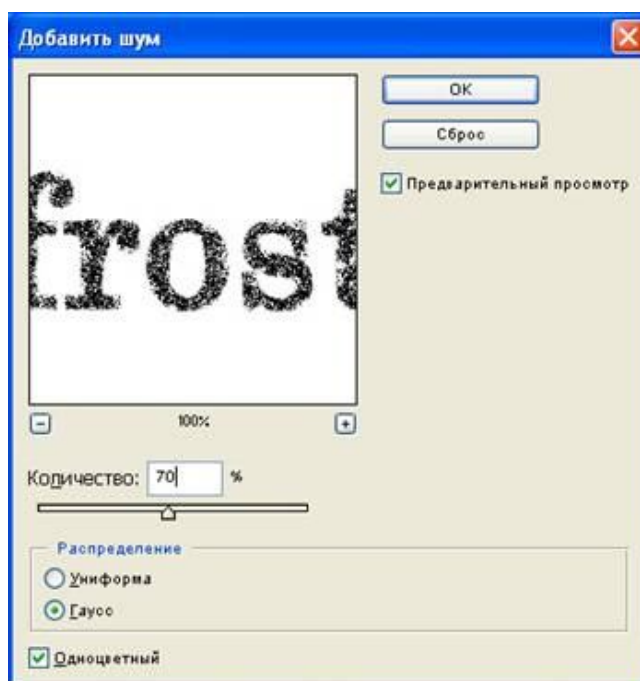 Добавить шум
OK
Сброс
Предварительный просмотр
frost
100%
Количество: 70 %
Распределение
Униформа
Гаусс
Одноцветный